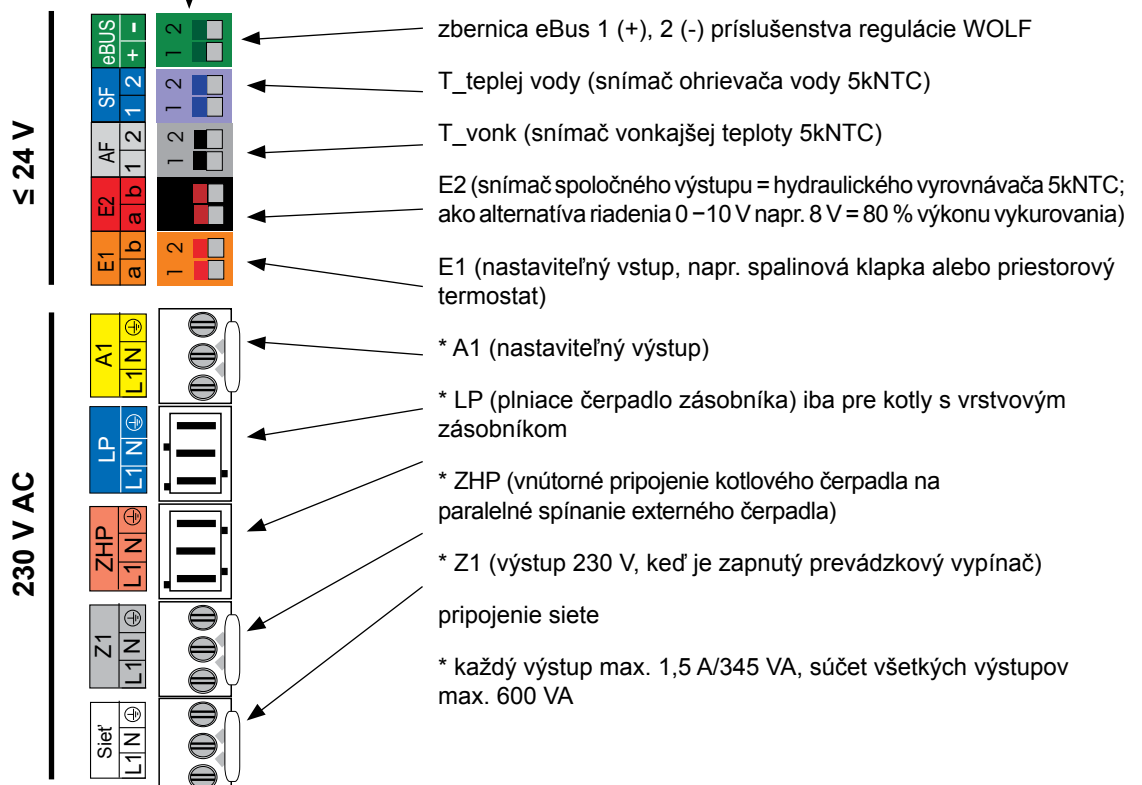 ≤ 24 V
230 V AC
eBUS
+ -
1 2
zbernica eBus 1 (+), 2 (-) príslušenstva regulácie WOLF
SF
1 2
1 2
T_teplej vody (snímač ohrievača vody 5kNTC)
AF
1 2
1 2
T_vonk (snímač vonkajšej teploty 5kNTC)
E2
a b
E2 (snímač spoločného výstupu = hydraulického vyrovnávača 5kNTC;
ako alternatíva riadenia 0 −10 V napr. 8 V = 80 % výkonu vykurovania)
E1
a b
1 2
E1 (nastaviteľný vstup, napr. spalinová klapka alebo priestorový
termostat)
A1
L1 N ⏚
* A1 (nastaviteľný výstup)
LP
L1 N ⏚
* LP (plniace čerpadlo zásobníka) iba pre kotly s vrstvovým
zásobníkom
ZHP
L1 N ⏚
* ZHP (vnútorné pripojenie kotlového čerpadla na
paralelné spínanie externého čerpadla)
Z1
L1 N ⏚
* Z1 (výstup 230 V, keď je zapnutý prevádzkový vypínač)
Sieť
L1 N ⏚
pripojenie siete
* každý výstup max. 1,5 A/345 VA, súčet všetkých výstupov
max. 600 VA